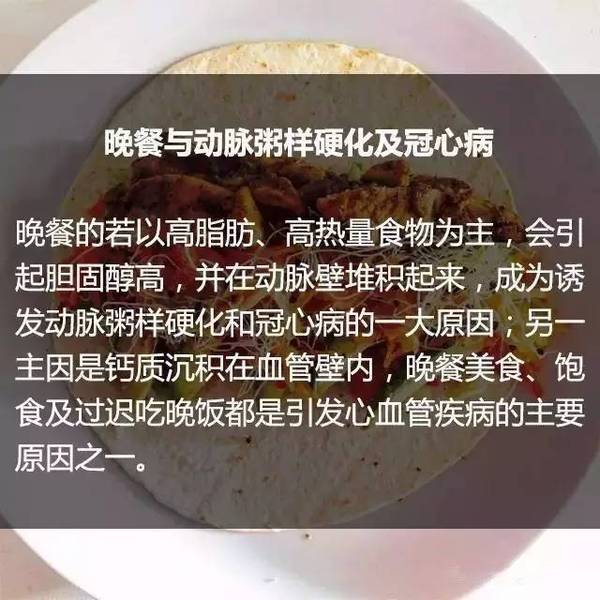 晚餐与动脉粥样硬化及冠心病
晚餐的若以高脂肪、高热量食物为主，会引
起胆固醇高，并在动脉壁堆积起来，成为诱
发动脉粥样硬化和冠心病的一大原因；另一
主因是钙质沉积在血管壁内，晚餐美食、饱
食及过迟吃晚饭都是引发心血管疾病的主要
原因之一。